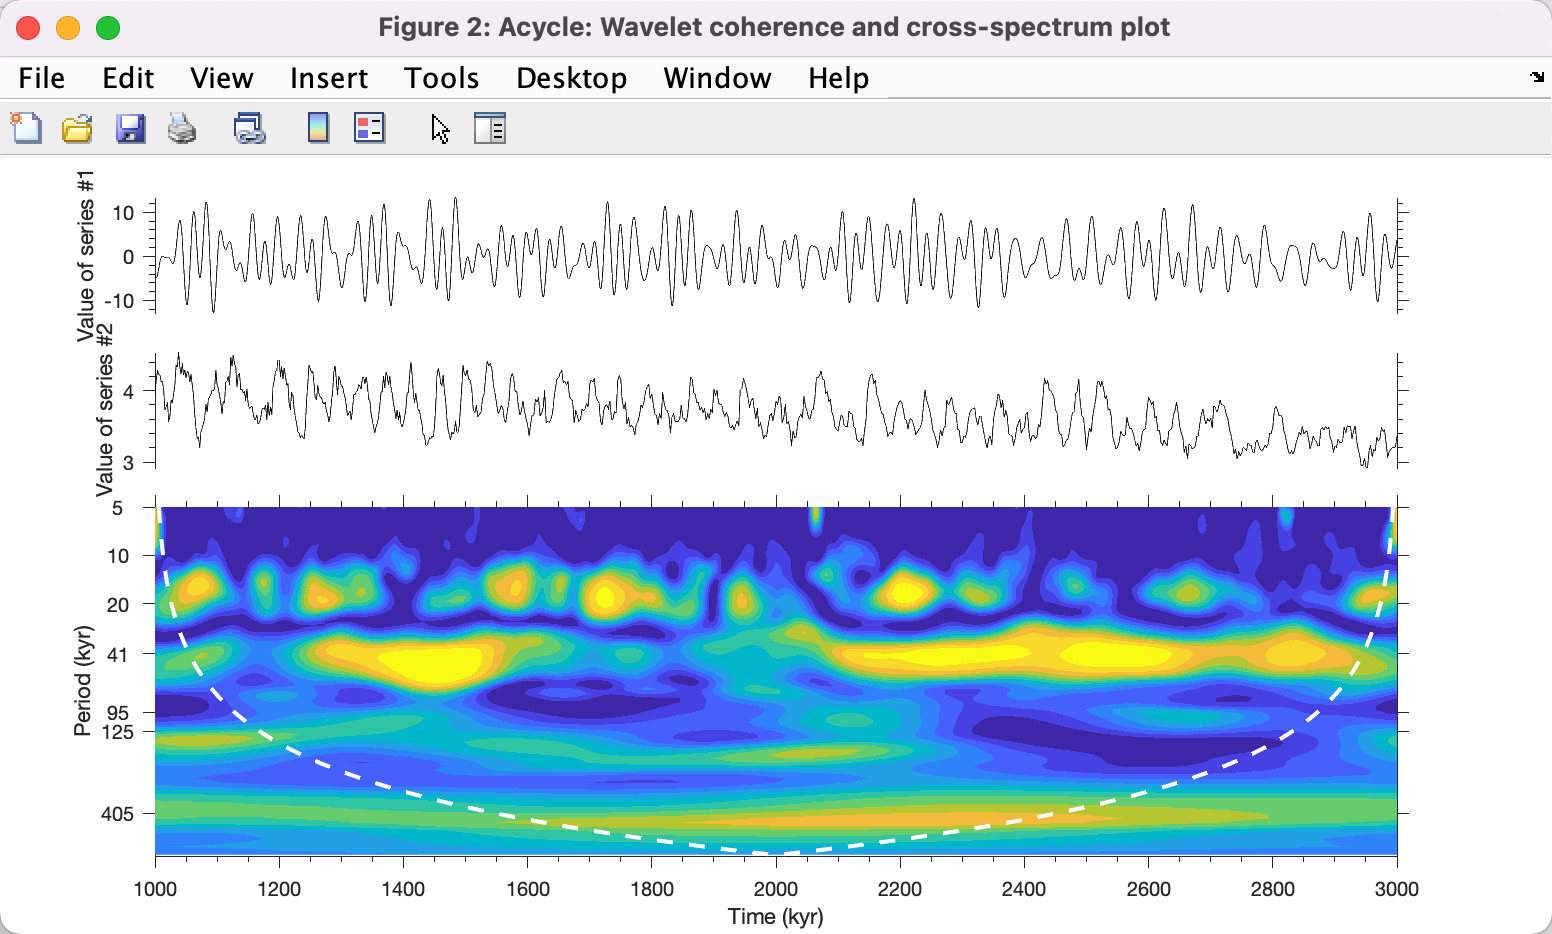 Figure 2: Acycle: Wavelet coherence and cross-spectrum plot
File Edit View Insert Tools Desktop Window Help
Value of series #1
10
0
-10
Value of series #2
4
3
Period (kyr)
5
10
20
41
95
125
405
1000 1200 1400 1600 1800 2000 2200 2400 2600 2800 3000
Time (kyr)